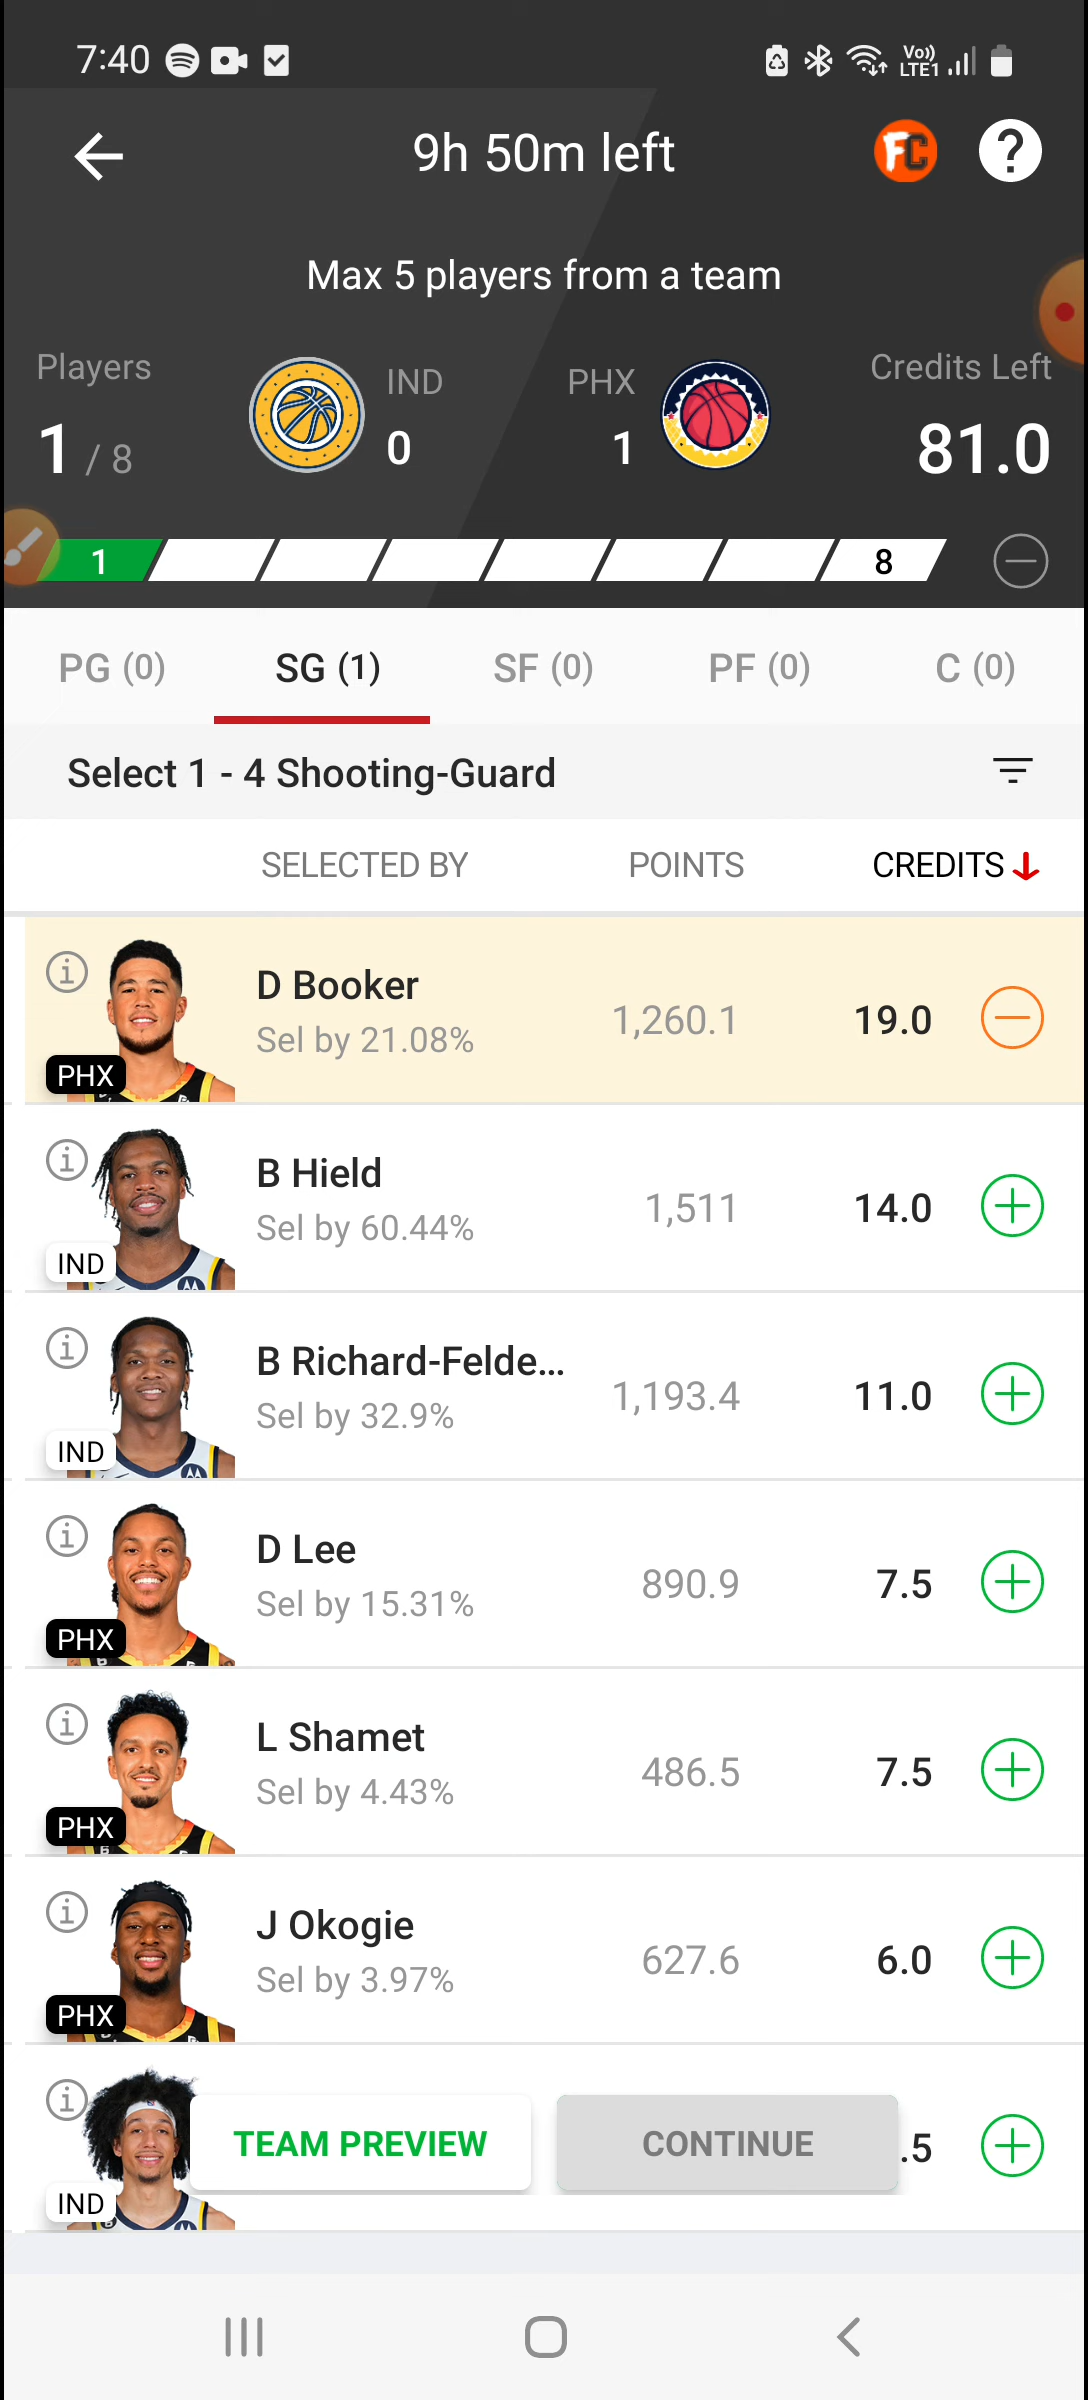 7:40
Vo)) LTE1
9h 50m left
FC
?
Max 5 players from a team
Players
IND
PHX
Credits Left
1 / 8
0
1
81.0
1
8
PG (0)
SG (1)
SF (0)
PF (0)
C (0)
Select 1 - 4 Shooting-Guard
SELECTED BY
POINTS
CREDITS
D Booker
Sel by 21.08%
1,260.1
19.0
PHX
B Hield
Sel by 60.44%
1,511
14.0
IND
B Richard-Felde...
Sel by 32.9%
1,193.4
11.0
IND
D Lee
Sel by 15.31%
890.9
7.5
PHX
L Shamet
Sel by 4.43%
486.5
7.5
PHX
J Okogie
Sel by 3.97%
627.6
6.0
PHX
TEAM PREVIEW
CONTINUE
.5
IND